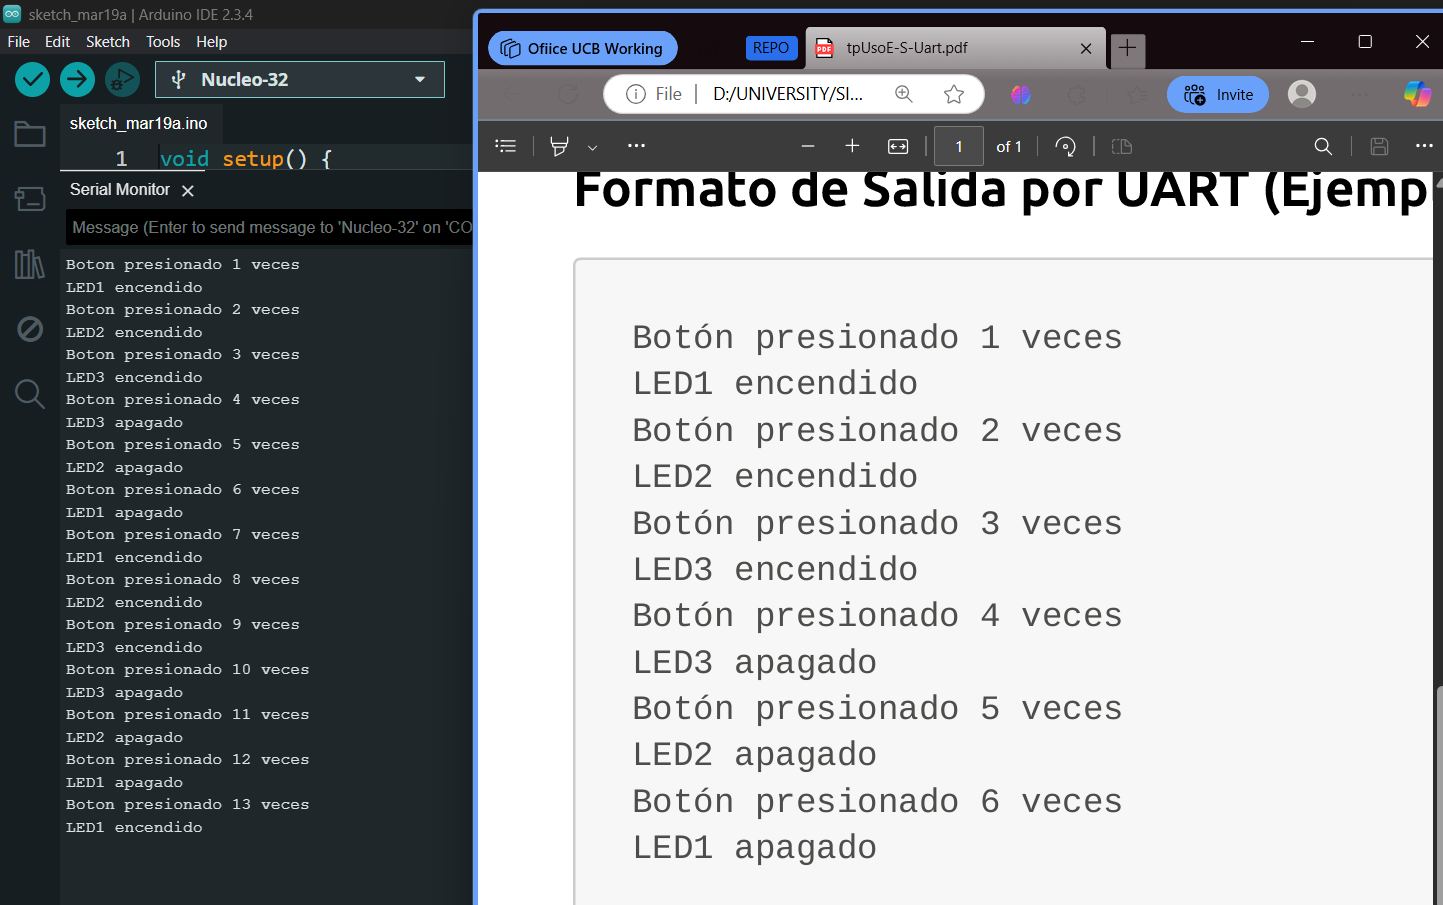 sketch_mar19a | Arduino IDE 2.3.4
File Edit Sketch Tools Help
Nucleo-32
sketch_mar19a.ino
1 void setup() {
Serial Monitor
Message (Enter to send message to 'Nucleo-32' on 'CO
Boton presionado 1 veces
LED1 encendido
Boton presionado 2 veces
LED2 encendido
Boton presionado 3 veces
LED3 encendido
Boton presionado 4 veces
LED3 apagado
Boton presionado 5 veces
LED2 apagado
Boton presionado 6 veces
LED1 apagado
Boton presionado 7 veces
LED1 encendido
Boton presionado 8 veces
LED2 encendido
Boton presionado 9 veces
LED3 encendido
Boton presionado 10 veces
LED3 apagado
Boton presionado 11 veces
LED2 apagado
Boton presionado 12 veces
LED1 apagado
Boton presionado 13 veces
LED1 encendido
Ofiice UCB Working
REPO
PDF
tpUsoE-S-Uart.pdf
File D:/UNIVERSITY/SI...
Invite
1 of 1
Formato de Salida por UART (Ejemp
Botón presionado 1 veces
LED1 encendido
Botón presionado 2 veces
LED2 encendido
Botón presionado 3 veces
LED3 encendido
Botón presionado 4 veces
LED3 apagado
Botón presionado 5 veces
LED2 apagado
Botón presionado 6 veces
LED1 apagado